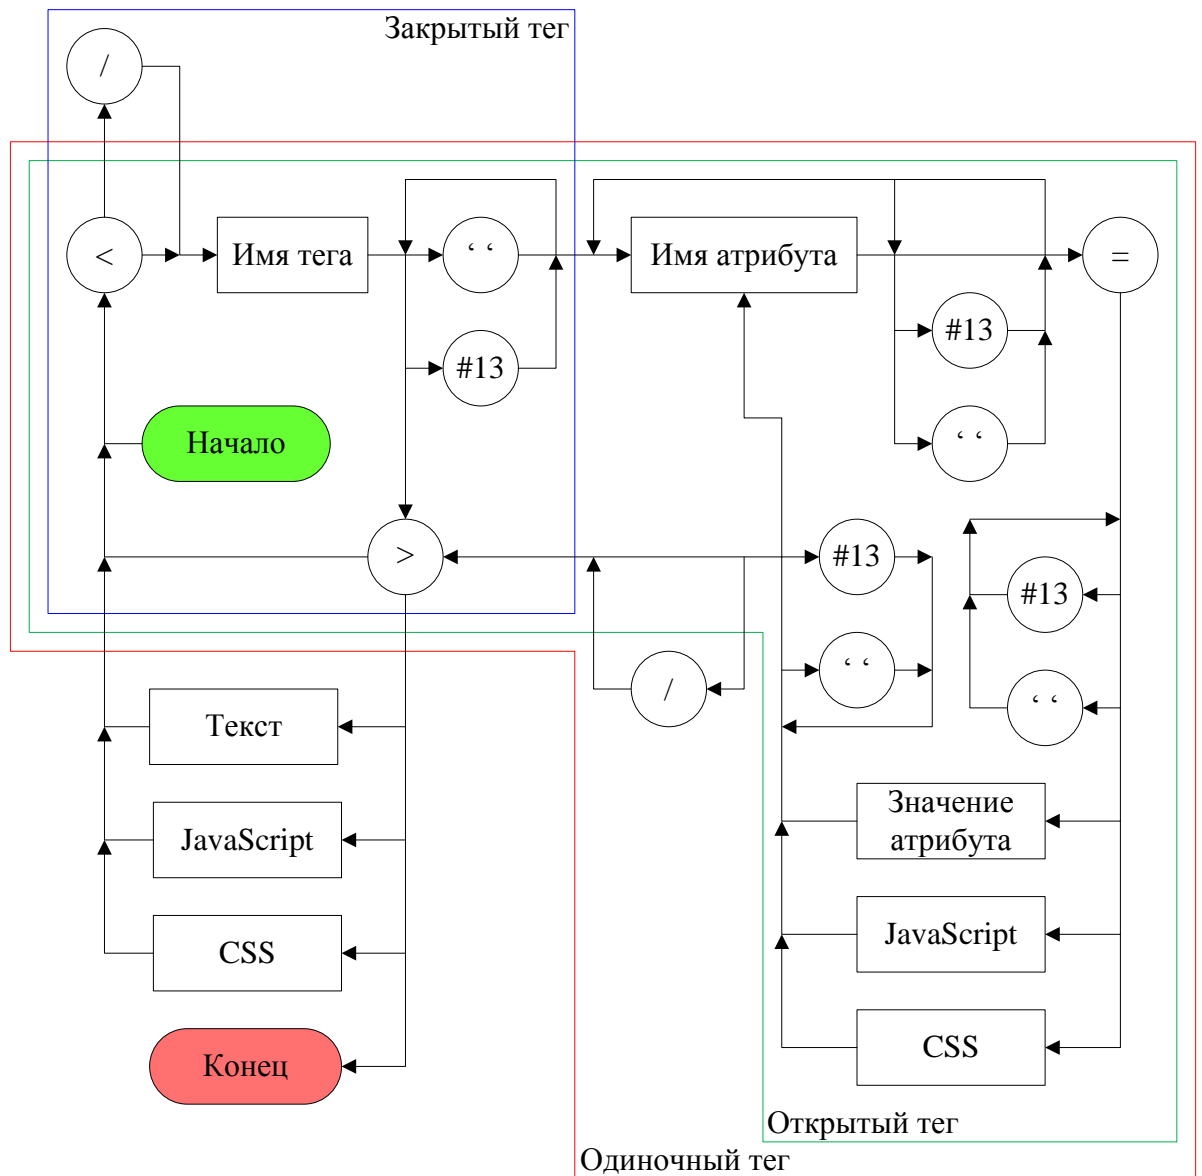 Закрытый тег
/
<
Имя тега
‘ ‘
Имя атрибута
=
#13
#13
‘ ‘
Начало
>
#13
#13
‘ ‘
/
‘ ‘
Текст
Значение
атрибута
JavaScript
JavaScript
CSS
CSS
Конец
Открытый тег
Одиночный тег